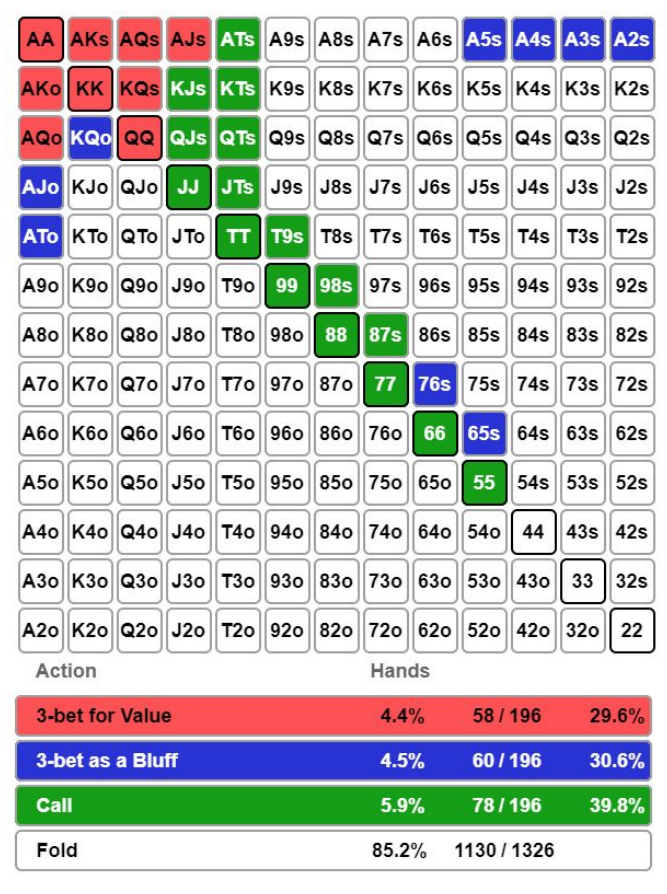 AA AKs AQs AJs ATs A9s A8s A7s A6s A5s A4s A3s A2s
AKo KK KQs KJs KTs K9s K8s K7s K6s K5s K4s K3s K2s
AQo KQo QQ QJs QTs Q9s Q8s Q7s Q6s Q5s Q4s Q3s Q2s
AJo KJo QJo JJ JTs J9s J8s J7s J6s J5s J4s J3s J2s
ATo KTo QTo JTo TT T9s T8s T7s T6s T5s T4s T3s T2s
A9o K9o Q9o J9o T9o 99 98s 97s 96s 95s 94s 93s 92s
A8o K8o Q8o J8o T8o 98o 88 87s 86s 85s 84s 83s 82s
A7o K7o Q7o J7o T7o 97o 87o 77 76s 75s 74s 73s 72s
A6o K6o Q6o J6o T6o 96o 86o 76o 66 65s 64s 63s 62s
A5o K5o Q5o J5o T5o 95o 85o 75o 65o 55 54s 53s 52s
A4o K4o Q4o J4o T4o 94o 84o 74o 64o 54o 44 43s 42s
A3o K3o Q3o J3o T3o 93o 83o 73o 63o 53o 43o 33 32s
A2o K2o Q2o J2o T2o 92o 82o 72o 62o 52o 42o 32o 22
Action Hands
3-bet for Value 4.4% 58 / 196 29.6%
3-bet as a Bluff 4.5% 60 / 196 30.6%
Call 5.9% 78 / 196 39.8%
Fold 85.2% 1130 / 1326